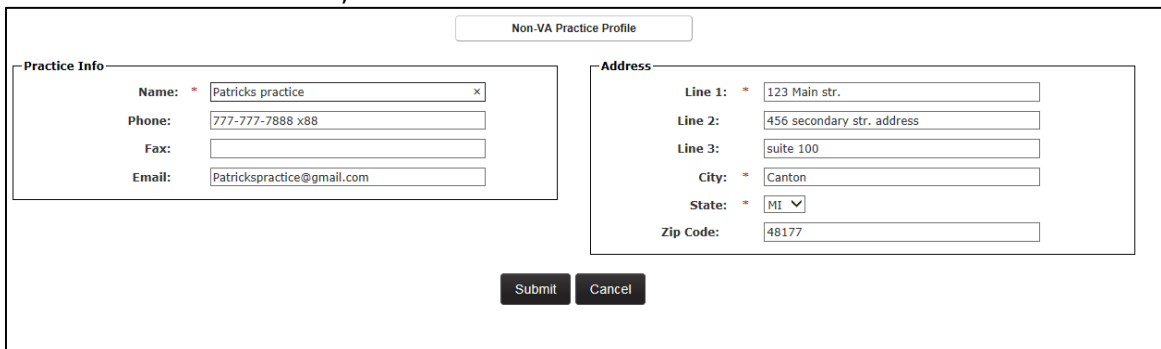 Non-VA Practice Profile
Practice Info
Name: * Patricks practice ×
Phone: 777-777-7888 x88
Fax:
Email: Patrickspractice@gmail.com
Address
Line 1: * 123 Main str.
Line 2: 456 secondary str. address
Line 3: suite 100
City: * Canton
State: * MI
Zip Code: 48177
Submit Cancel